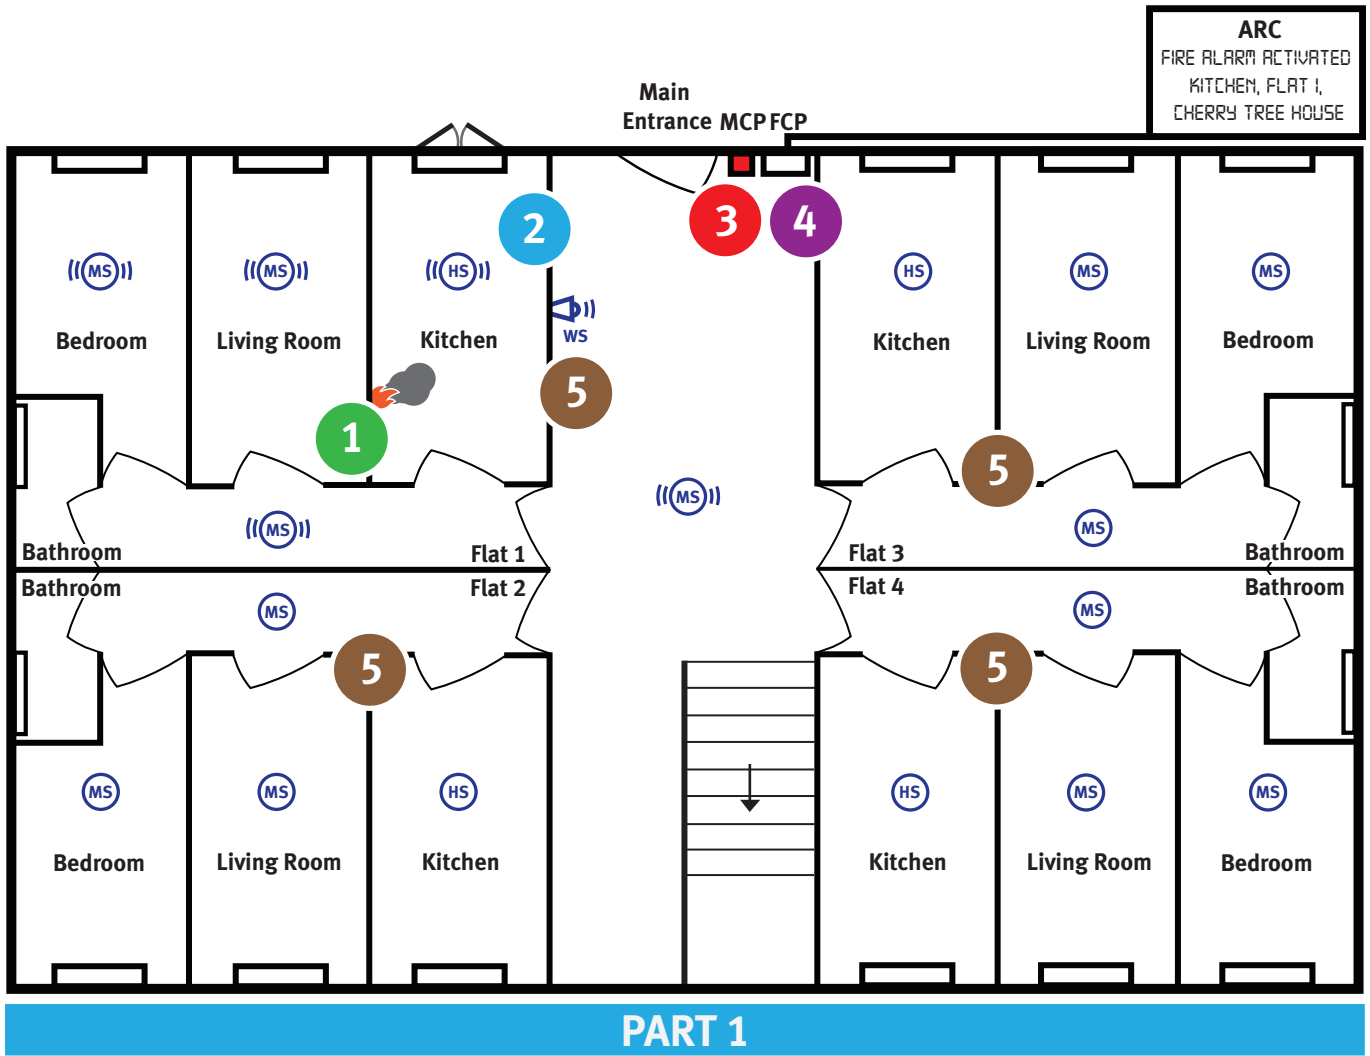 ARC
FIRE ALARM ACTIVATED
KITCHEN, FLAT 1,
CHERRY TREE HOUSE
Main
Entrance MCP FCP
2 3 4
MS MS HS HS MS MS
WS
Bedroom Living Room Kitchen Kitchen Living Room Bedroom
5
1
5
MS
MS MS
Bathroom Flat 1 Flat 3 Bathroom
Bathroom Flat 2 Flat 4 Bathroom
MS MS
5 5
MS MS HS HS MS MS
Bedroom Living Room Kitchen Kitchen Living Room Bedroom
PART 1